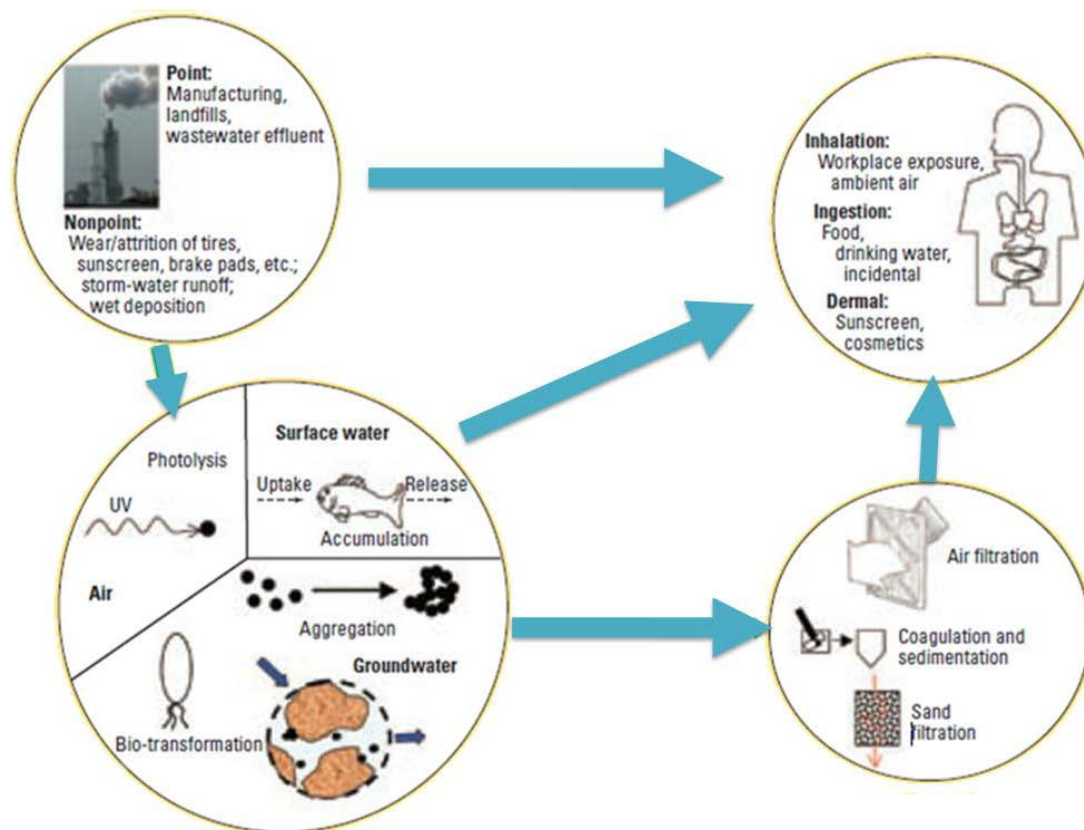 Point:
Manufacturing,
landfills,
wastewater effluent
Nonpoint:
Wear/attrition of tires,
sunscreen, brake pads, etc.;
storm-water runoff;
wet deposition
Inhalation:
Workplace exposure,
ambient air
Ingestion:
Food,
drinking water,
incidental
Dermal:
Sunscreen,
cosmetics
Photolysis
UV
Air
Surface water
Uptake
Release
Accumulation
Aggregation
Groundwater
Bio-transformation
Air filtration
Coagulation and
sedimentation
Sand
filtration